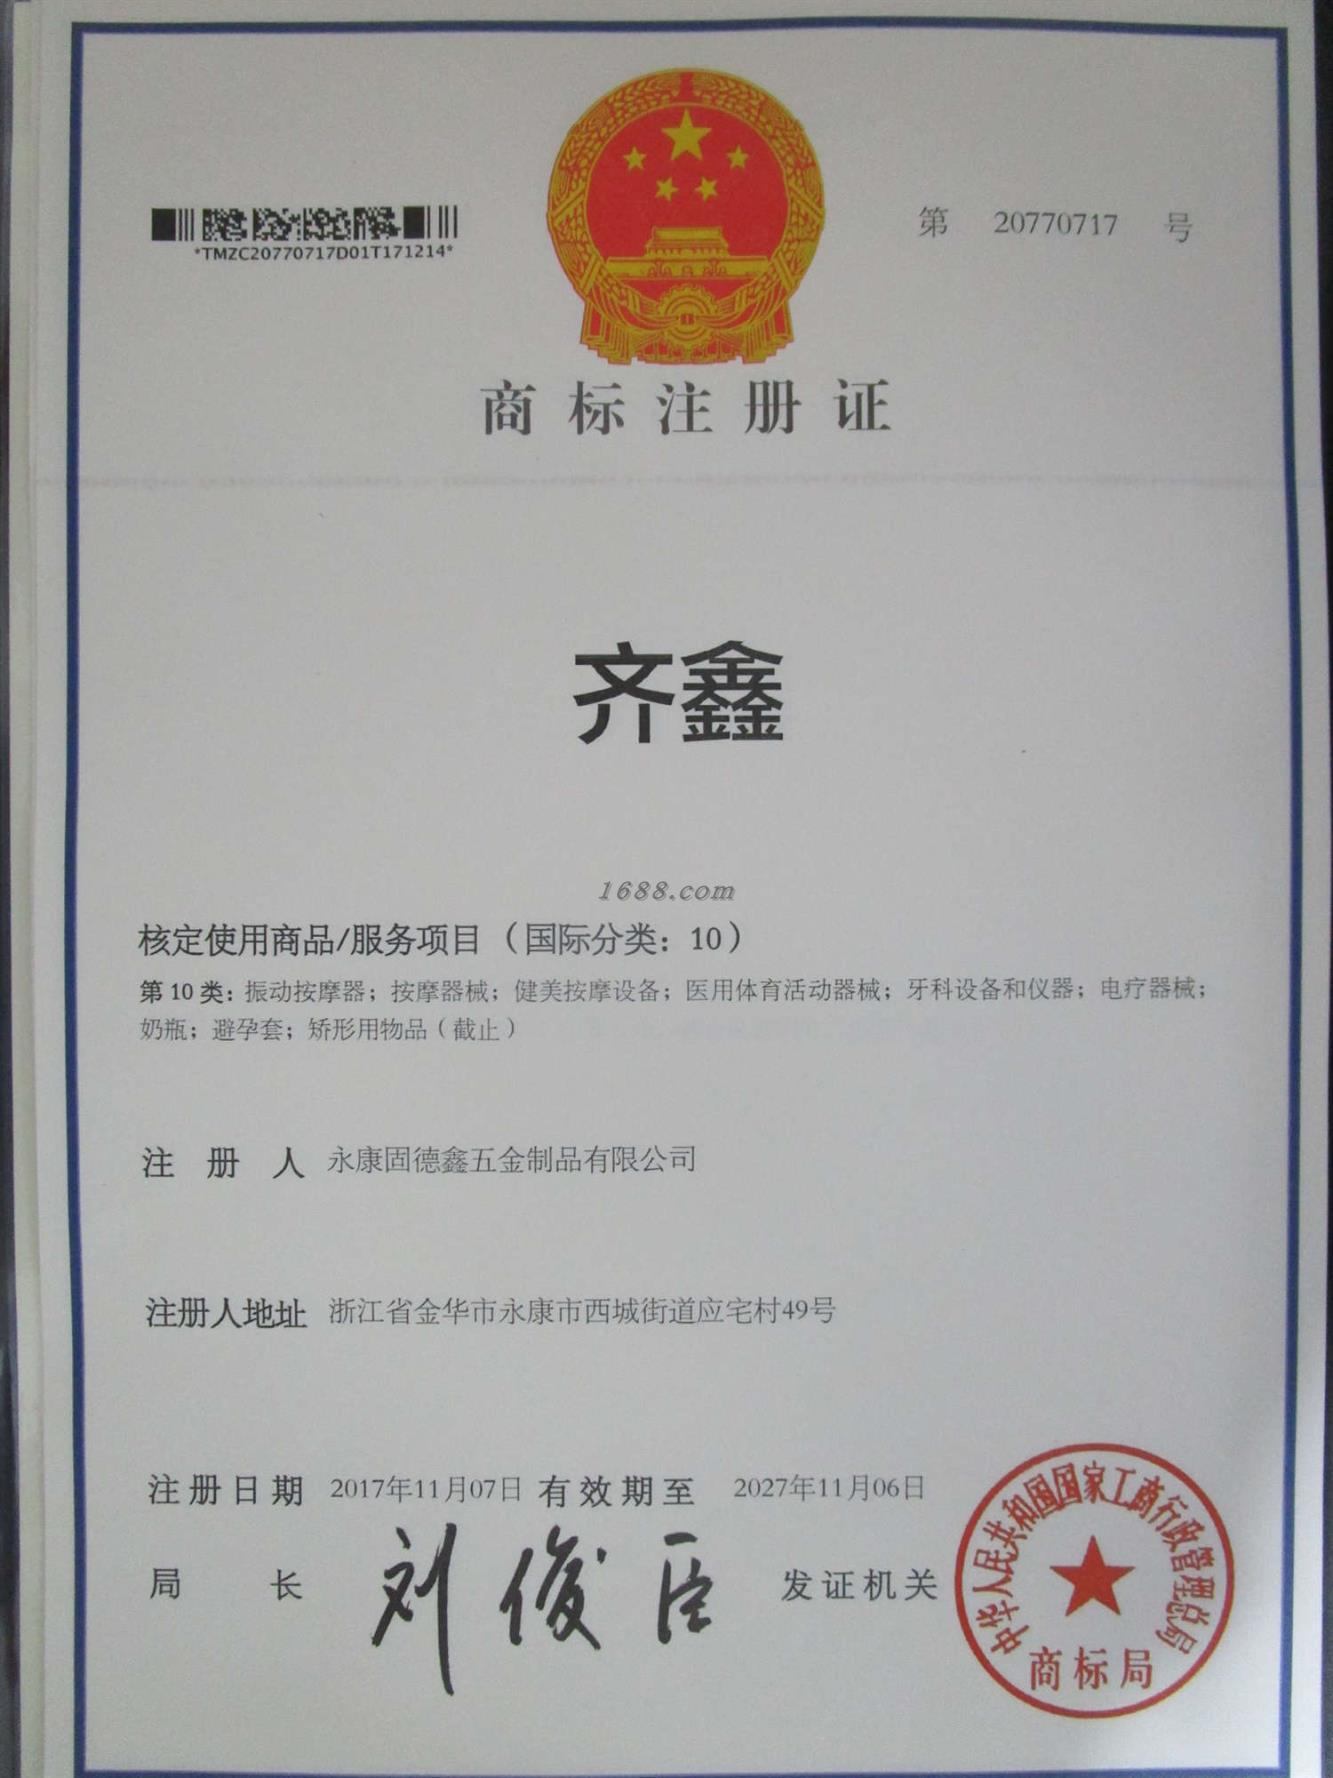 *TMZC20770717D01T171214*
第 20770717 号
商标注册证
齐鑫
1688.com
核定使用商品/服务项目（国际分类：10）
第 10 类：振动按摩器；按摩器械；健美按摩设备；医用体育活动器械；牙科设备和仪器；电疗器械；
奶瓶；避孕套；矫形用物品（截止）
注册人 永康固德鑫五金制品有限公司
注册人地址 浙江省金华市永康市西城街道应宅村49号
注册日期 2017年11月07日 有效期至 2027年11月06日
局长 刘俊臣 发证机关
中华人民共和国国家工商行政管理总局
商标局